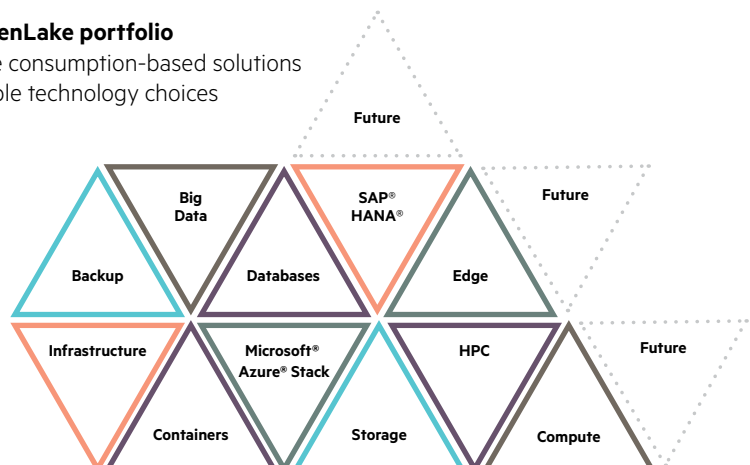 enLake portfolio
consumption-based solutions
ble technology choices
Future
Big
Data
SAP®
HANA®
Future
Backup
Databases
Edge
Infrastructure
Microsoft®
Azure® Stack
HPC
Future
Containers
Storage
Compute